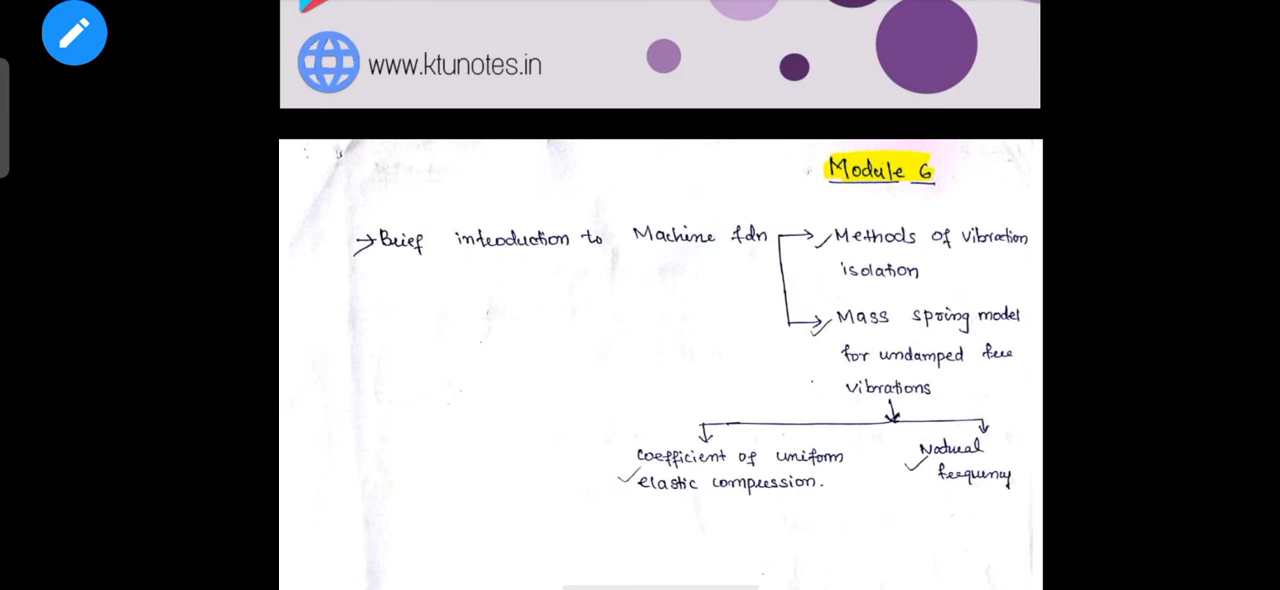 www.ktunotes.in
Module 6
→ Brief introduction to Machine fdn → Methods of vibration
isolation
→ Mass spring model
for undamped free
vibrations
Coefficient of uniform
elastic compression.
Natural
frequency